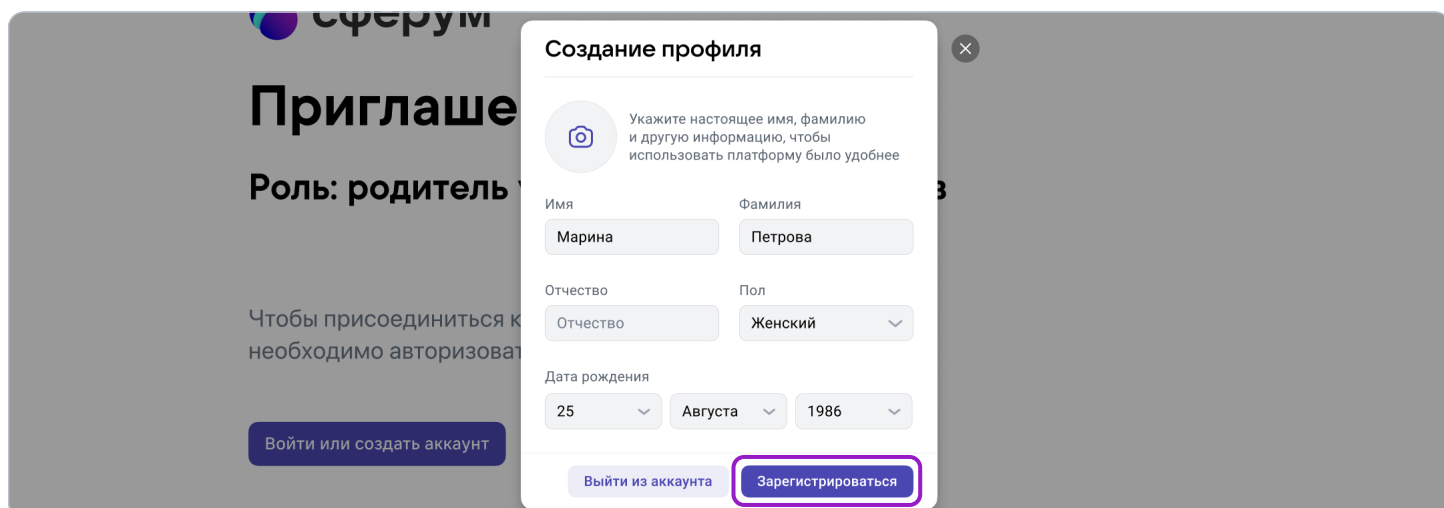 сферум
Создание профиля
Приглаше
Укажите настоящее имя, фамилию
и другую информацию, чтобы
использовать платформу было удобнее
Роль: родитель
Имя
Фамилия
Марина
Петрова
Отчество
Пол
Отчество
Женский
Чтобы присоединиться к
необходимо авторизоват
Дата рождения
25
Августа
1986
Войти или создать аккаунт
Выйти из аккаунта
Зарегистрироваться